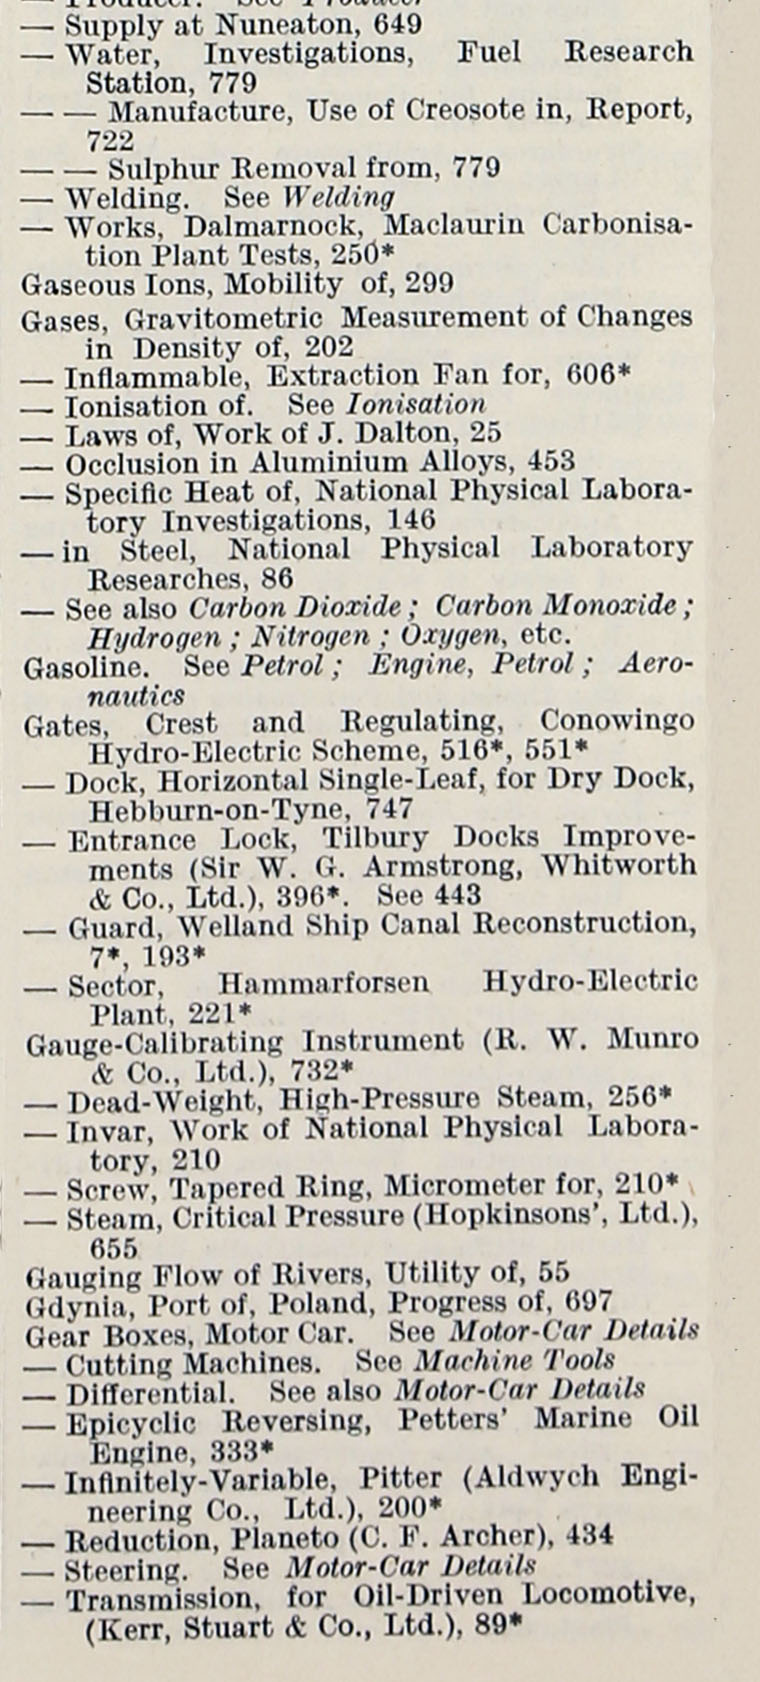 — Producer. See Producer
— Supply at Nuneaton, 649
— Water, Investigations, Fuel Research
Station, 779
— — Manufacture, Use of Creosote in, Report,
722
— — Sulphur Removal from, 779
— Welding. See Welding
— Works, Dalmarnock, Maclaurin Carbonisa-
tion Plant Tests, 250*
Gaseous Ions, Mobility of, 299
Gases, Gravitometric Measurement of Changes
in Density of, 202
— Inflammable, Extraction Fan for, 606*
— Ionisation of. See Ionisation
— Laws of, Work of J. Dalton, 25
— Occlusion in Aluminium Alloys, 453
— Specific Heat of, National Physical Labora-
tory Investigations, 146
— in Steel, National Physical Laboratory
Researches, 86
— See also Carbon Dioxide ; Carbon Monoxide ;
Hydrogen ; Nitrogen ; Oxygen, etc.
Gasoline. See Petrol ; Engine, Petrol ; Aero-
nautics
Gates, Crest and Regulating, Conowingo
Hydro-Electric Scheme, 516*, 551*
— Dock, Horizontal Single-Leaf, for Dry Dock,
Hebburn-on-Tyne, 747
— Entrance Lock, Tilbury Docks Improve-
ments (Sir W. G. Armstrong, Whitworth
& Co., Ltd.), 396*. See 443
— Guard, Welland Ship Canal Reconstruction,
7*, 193*
— Sector, Hammarforsen Hydro-Electric
Plant, 221*
Gauge-Calibrating Instrument (R. W. Munro
& Co., Ltd.), 732*
— Dead-Weight, High-Pressure Steam, 256*
— Invar, Work of National Physical Labora-
tory, 210
— Screw, Tapered Ring, Micrometer for, 210*
— Steam, Critical Pressure (Hopkinsons', Ltd.),
655
Gauging Flow of Rivers, Utility of, 55
Gdynia, Port of, Poland, Progress of, 697
Gear Boxes, Motor Car. See Motor-Car Details
— Cutting Machines. See Machine Tools
— Differential. See also Motor-Car Details
— Epicyclic Reversing, Petters' Marine Oil
Engine, 333*
— Infinitely-Variable, Pitter (Aldwych Engi-
neering Co., Ltd.), 200*
— Reduction, Planeto (C. F. Archer), 434
— Steering. See Motor-Car Details
— Transmission, for Oil-Driven Locomotive,
(Kerr, Stuart & Co., Ltd.), 89*